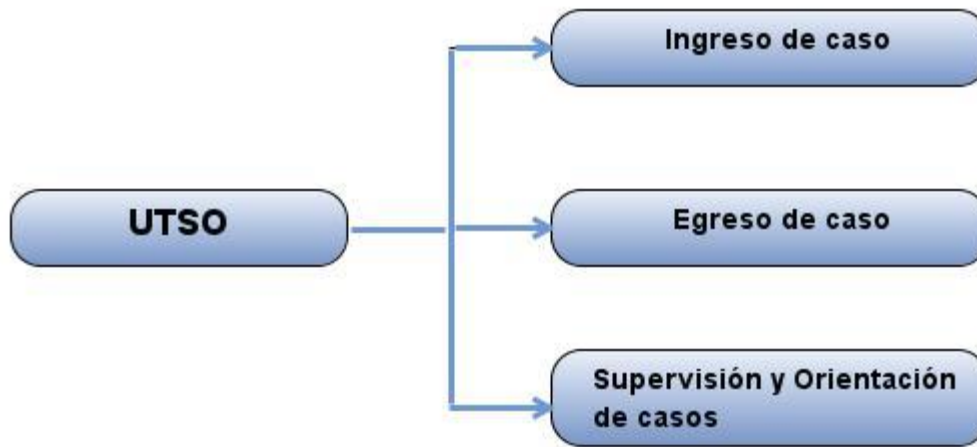 Ingreso de caso
UTSO
Egreso de caso
Supervisión y Orientación
de casos